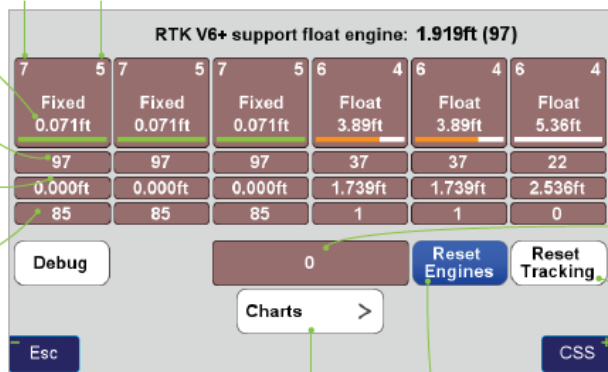 RTK V6+ support float engine: 1.919ft (97)
7 5 7 5 7 5 6 4 6 4 6 4
Fixed Fixed Fixed Float Float Float
0.071ft 0.071ft 0.071ft 3.89ft 3.89ft 5.36ft
97 97 97 37 37 22
0.000ft 0.000ft 0.000ft 1.739ft 1.739ft 2.536ft
85 85 85 1 1 0
Debug 0 Reset Engines Reset Tracking
Charts >
Esc CSS